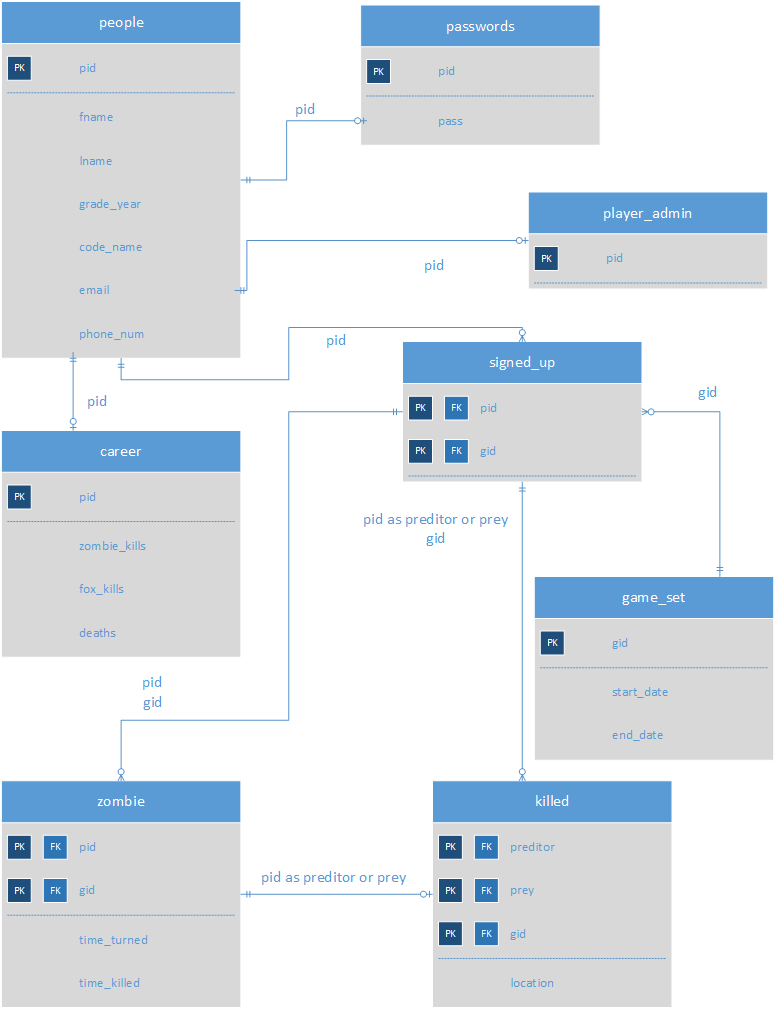 people
PK pid
fname
lname
grade_year
code_name
email
phone_num
passwords
PK pid
pass
pid
player_admin
PK pid
pid
pid
signed_up
PK FK pid
PK FK gid
gid
pid
career
PK pid
zombie_kills
fox_kills
deaths
pid as preditor or prey
gid
game_set
PK gid
start_date
end_date
pid
gid
zombie
PK FK pid
PK FK gid
time_turned
time_killed
pid as preditor or prey
killed
PK FK preditor
PK FK prey
PK FK gid
location